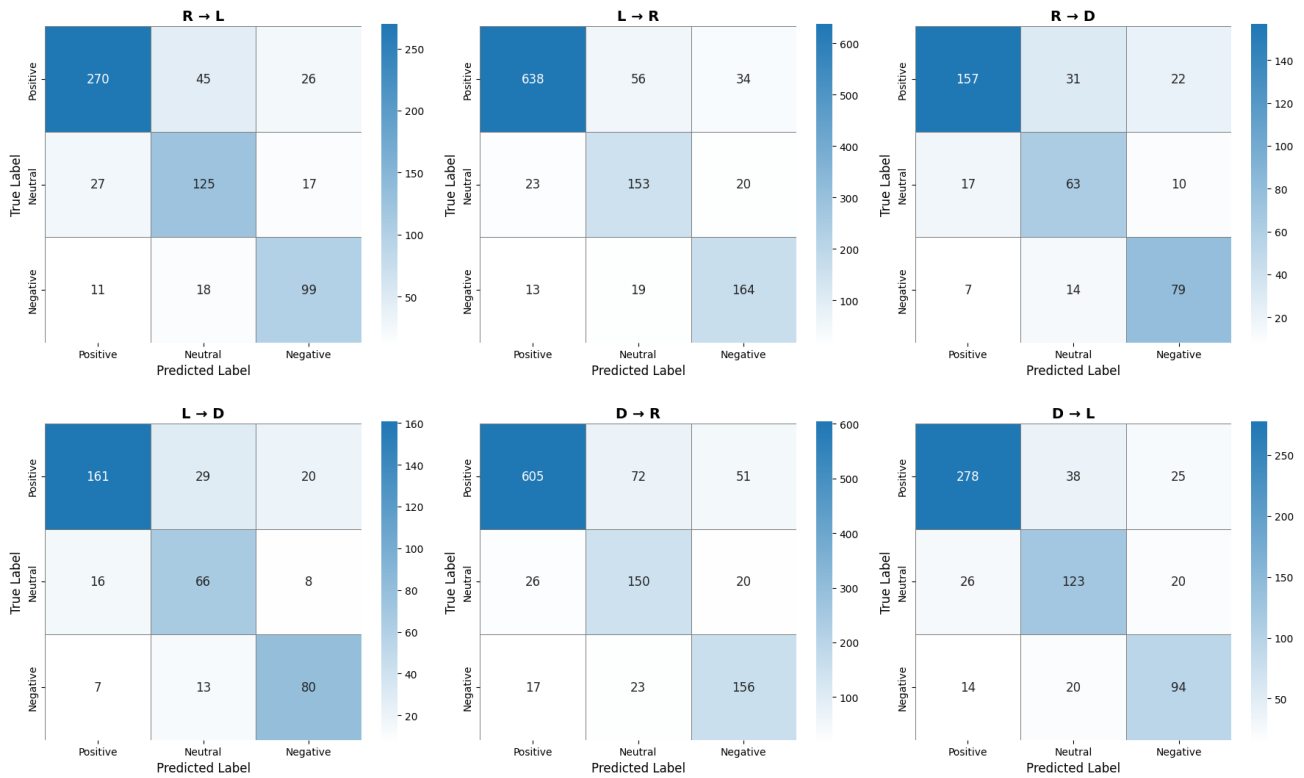 R → L
Positive 270 45 26
Neutral 27 125 17
Negative 11 18 99
Positive Neutral Negative
Predicted Label
True Label
250
200
150
100
50
L → R
638 56 34
23 153 20
13 19 164
Positive Neutral Negative
Predicted Label
True Label
Positive
Neutral
Negative
600
500
400
300
200
100
R → D
157 31 22
17 63 10
7 14 79
Positive Neutral Negative
Predicted Label
True Label
Positive
Neutral
Negative
140
120
100
80
60
40
20
L → D
Positive 161 29 20
Neutral 16 66 8
Negative 7 13 80
Positive Neutral Negative
Predicted Label
True Label
160
140
120
100
80
60
40
20
D → R
605 72 51
26 150 20
17 23 156
Positive Neutral Negative
Predicted Label
True Label
Positive
Neutral
Negative
600
500
400
300
200
100
D → L
278 38 25
26 123 20
14 20 94
Positive Neutral Negative
Predicted Label
True Label
Positive
Neutral
Negative
250
200
150
100
50